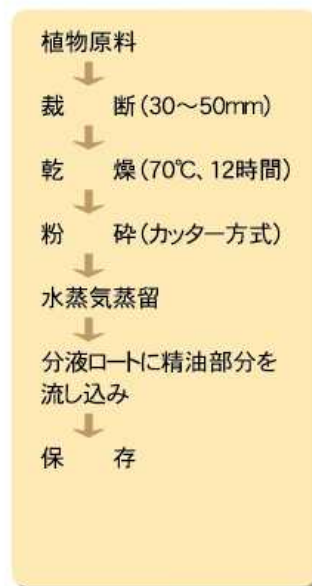 植物原料
裁　　断(30〜50mm)
乾　　燥(70℃、12時間)
粉　　砕(カッター方式)
水蒸気蒸留
分液ロートに精油部分を
流し込み
保　　存